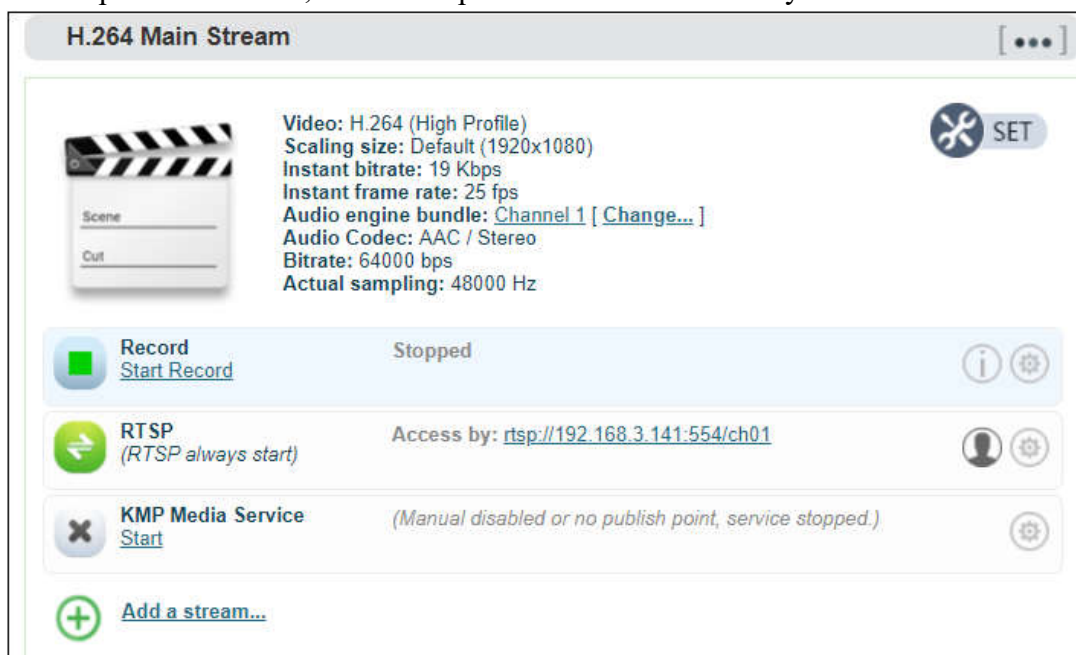 H.264 Main Stream
[ ••• ]
Video: H.264 (High Profile)
Scaling size: Default (1920x1080)
Instant bitrate: 19 Kbps
Instant frame rate: 25 fps
Audio engine bundle: Channel 1 [ Change... ]
Audio Codec: AAC / Stereo
Bitrate: 64000 bps
Actual sampling: 48000 Hz
SET
Scene
Cut
Record
Stopped
Start Record
RTSP
Access by: rtsp://192.168.3.141:554/ch01
(RTSP always start)
KMP Media Service
(Manual disabled or no publish point, service stopped.)
Start
Add a stream...